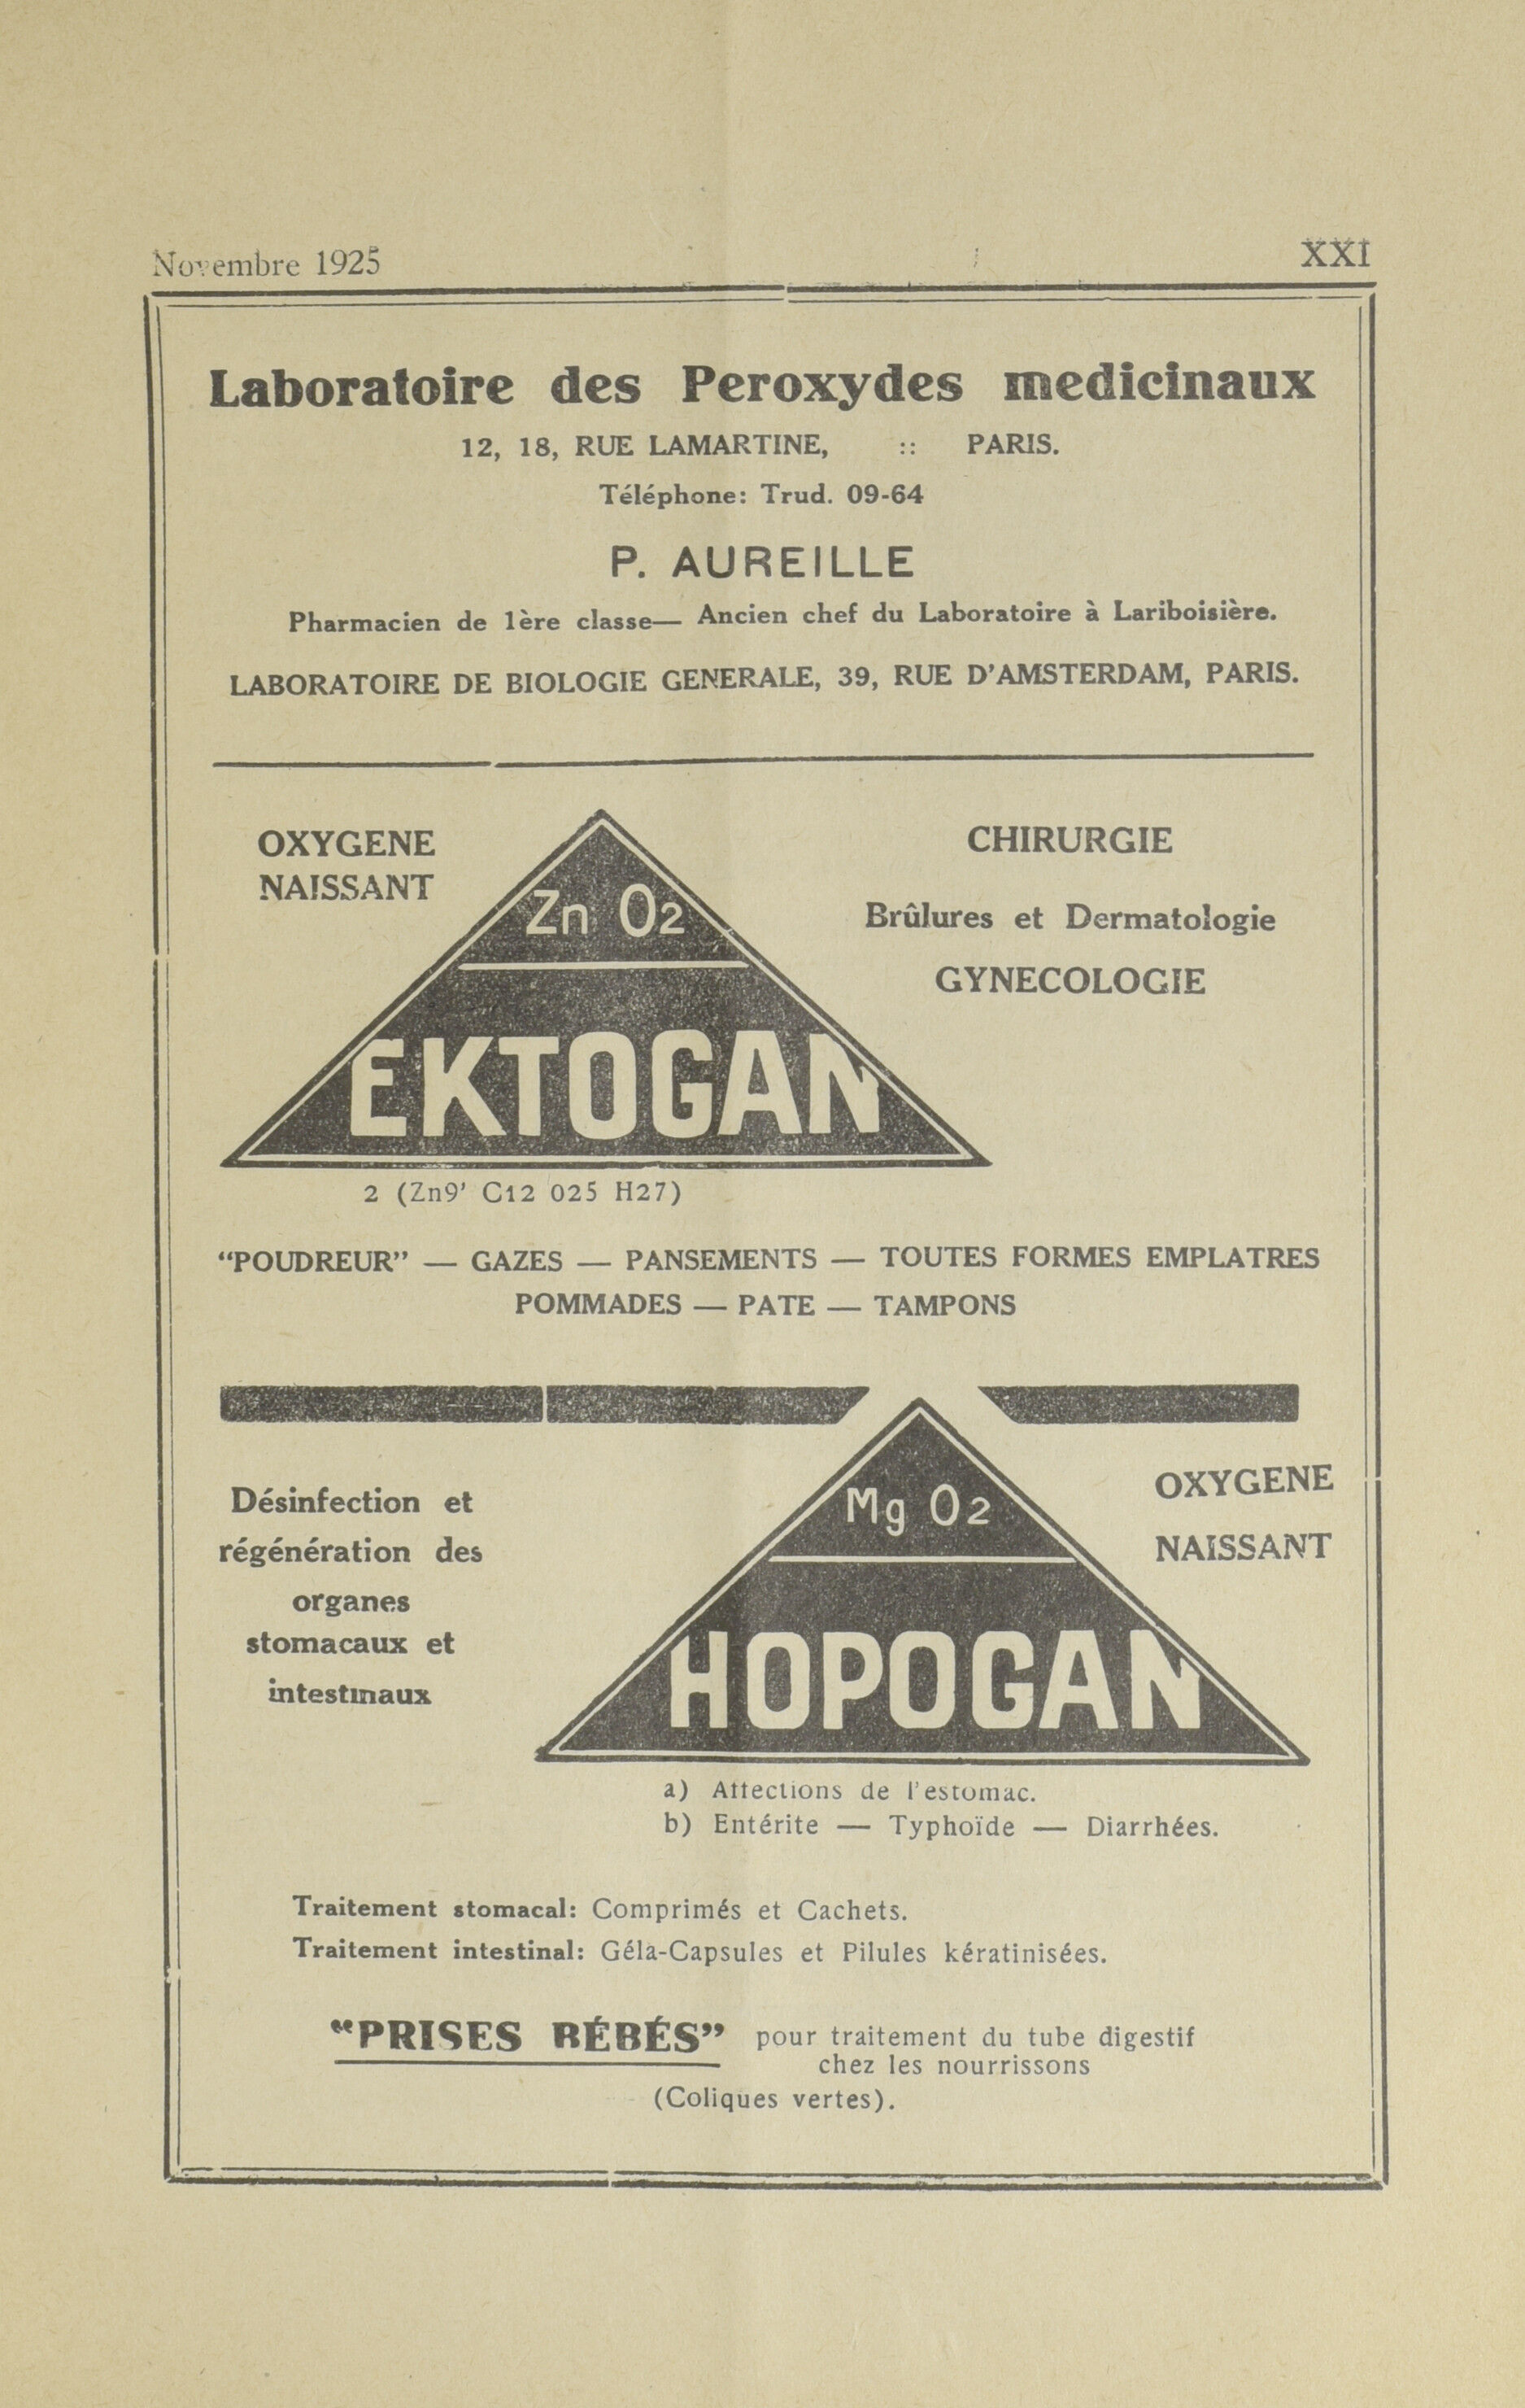 Novembre 1925
XXI
Laboratoire des Peroxydes medicinaux
12, 18, RUE LAMARTINE, :: PARIS.
Téléphone: Trud. 09-64
P. AUREILLE
Pharmacien de 1ère classe— Ancien chef du Laboratoire à Lariboisière.
LABORATOIRE DE BIOLOGIE GENERALE, 39, RUE D'AMSTERDAM, PARIS.
OXYGENE
NAISSANT
Zn O2
EKTOGAN
2 (Zn9' C12 025 H27)
CHIRURGIE
Brûlures et Dermatologie
GYNECOLOGIE
“POUDREUR” — GAZES — PANSEMENTS — TOUTES FORMES EMPLATRES
POMMADES — PATE — TAMPONS
Désinfection et
régénération des
organes
stomacaux et
intestinaux
Mg O2
HOPOGAN
OXYGENE
NAISSANT
a) Affections de l'estomac.
b) Entérite — Typhoïde — Diarrhées.
Traitement stomacal: Comprimés et Cachets.
Traitement intestinal: Géla-Capsules et Pilules kératinisées.
“PRISES BÉBÉS” pour traitement du tube digestif
chez les nourrissons
(Coliques vertes).